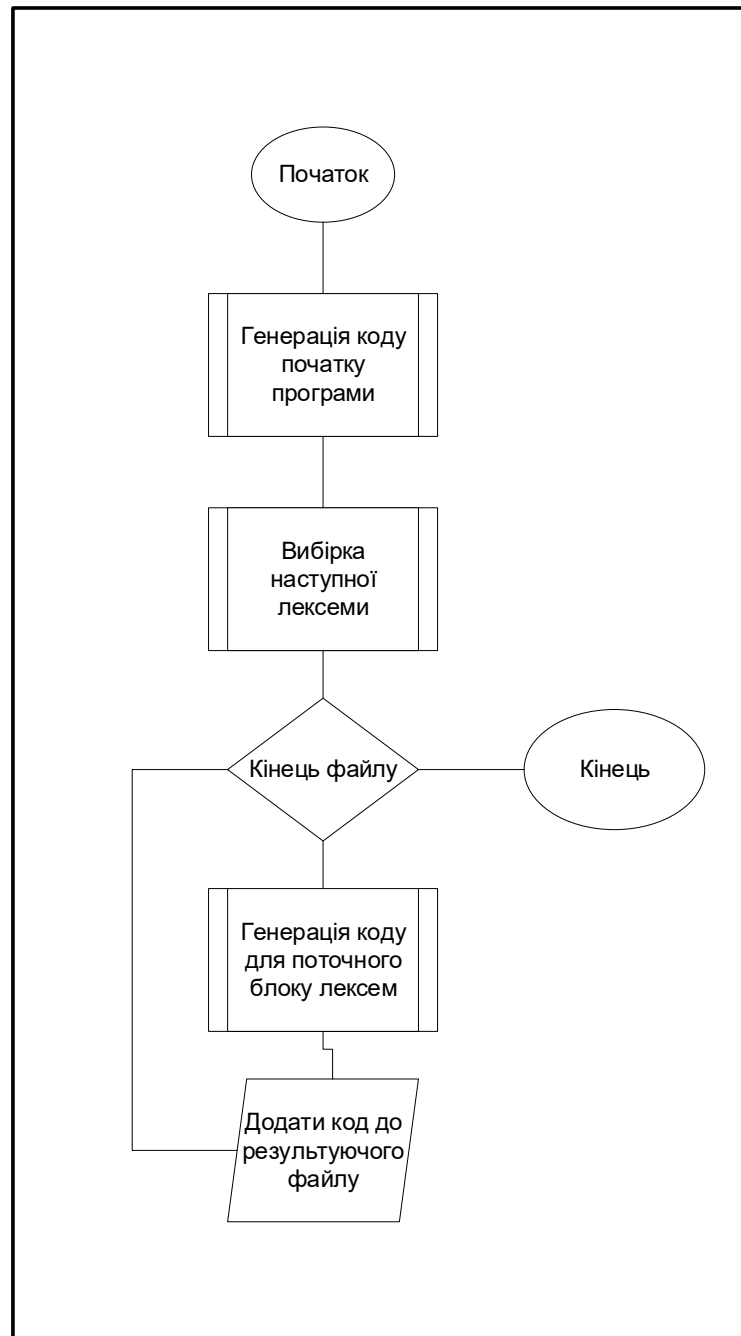 Початок
Генерація коду
початку
програми
Вибірка
наступної
лексеми
Кінець файлу
Кінець
Генерація коду
для поточного
блоку лексем
Додати код до
результуючого
файлу